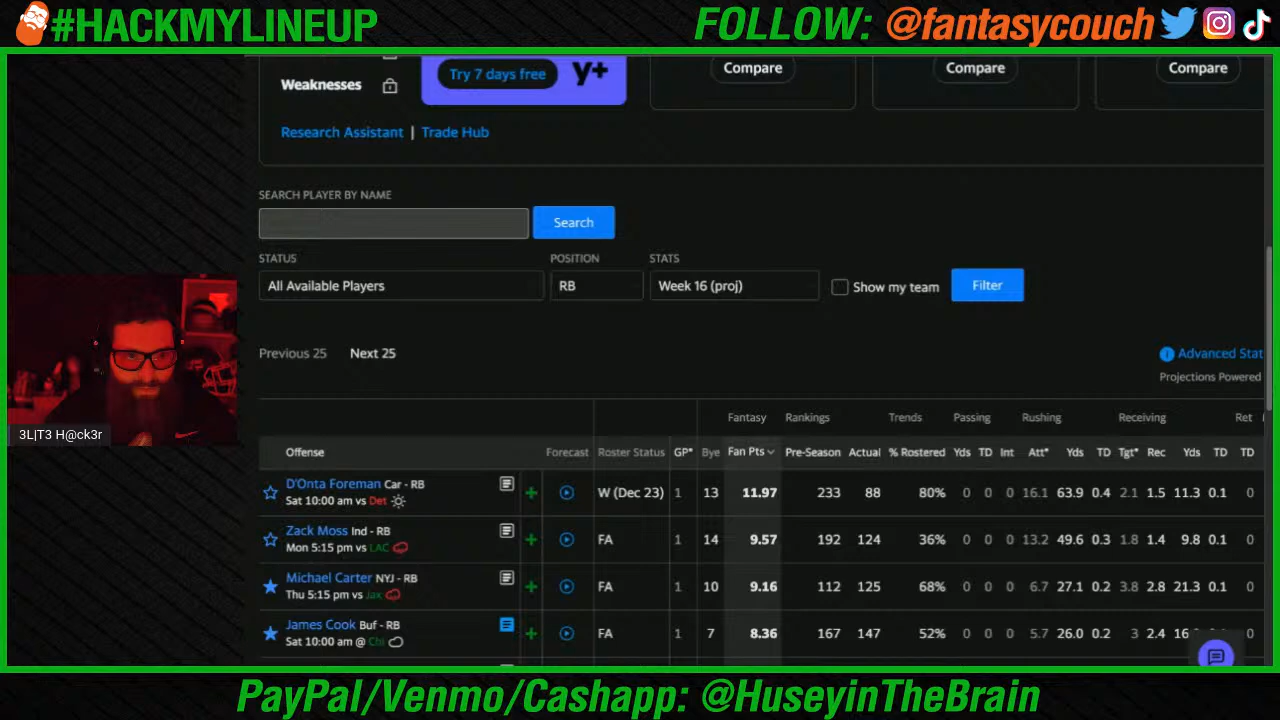 #HACKMYLINEUP
FOLLOW: @fantasycouch
Weaknesses
Try 7 days free y+
Compare Compare Compare
Research Assistant | Trade Hub
SEARCH PLAYER BY NAME
Search
STATUS POSITION STATS
All Available Players RB Week 16 (proj) Show my team Filter
Previous 25 Next 25 Advanced Stat
Projections Powered
Fantasy Rankings Trends Passing Rushing Receiving Ret
Offense Forecast Roster Status GP* Bye Fan Pts Pre-Season Actual % Rostered Yds TD Int Att* Yds TD Tgt* Rec Yds TD TD
D'Onta Foreman Car - RB
Sat 10:00 am vs Det
W (Dec 23) 1 13 11.97 233 88 80% 0 0 0 16.1 63.9 0.4 2.1 1.5 11.3 0.1 0
Zack Moss Ind - RB
Mon 5:15 pm vs LAC
FA 1 14 9.57 192 124 36% 0 0 0 13.2 49.6 0.3 1.8 1.4 9.8 0.1 0
Michael Carter NYJ - RB
Thu 5:15 pm vs Jax
FA 1 10 9.16 112 125 68% 0 0 0 6.7 27.1 0.2 3.8 2.8 21.3 0.1 0
James Cook Buf - RB
Sat 10:00 am @ Chi
FA 1 7 8.36 167 147 52% 0 0 0 5.7 26.0 0.2 3 2.4 0
3L|T3 H@ck3r
PayPal/Venmo/Cashapp: @HuseyinTheBrain